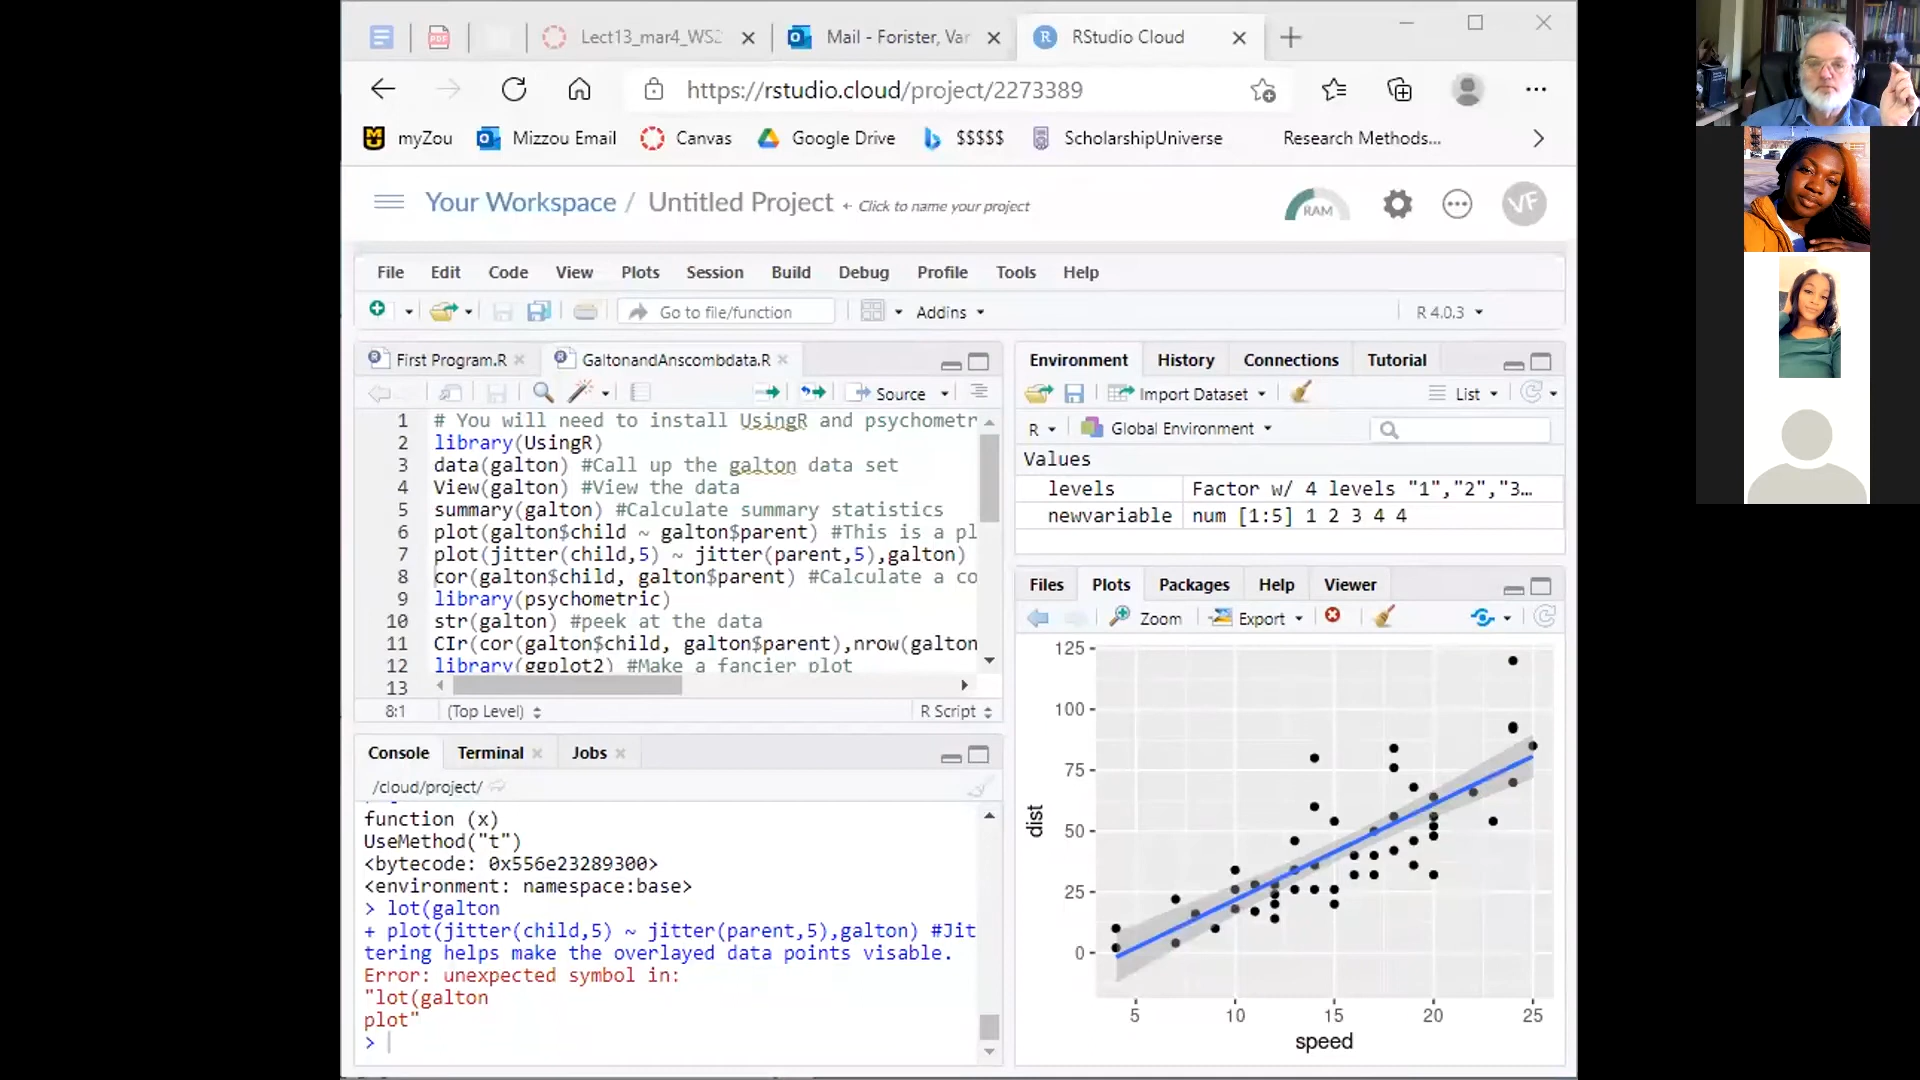 Lect13_mar4_WS2
Mail - Forister, Var
RStudio Cloud
https://rstudio.cloud/project/2273389
myZou
Mizzou Email
Canvas
Google Drive
$$$$$
ScholarshipUniverse
Research Methods...
Your Workspace / Untitled Project ← Click to name your project
RAM
VF
File Edit Code View Plots Session Build Debug Profile Tools Help
Go to file/function
Addins
R 4.0.3
First Program.R
GaltonandAnscombdata.R
Source
1 # You will need to install UsingR and psychometr
2 library(UsingR)
3 data(galton) #Call up the galton data set
4 View(galton) #View the data
5 summary(galton) #Calculate summary statistics
6 plot(galton$child ~ galton$parent) #This is a pl
7 plot(jitter(child,5) ~ jitter(parent,5),galton)
8 cor(galton$child, galton$parent) #Calculate a co
9 library(psychometric)
10 str(galton) #peek at the data
11 CIr(cor(galton$child, galton$parent),nrow(galton
12 library(ggplot2) #Make a fancier plot
13
8:1 (Top Level) R Script
Console Terminal Jobs
/cloud/project/
function (x)
UseMethod("t")
<bytecode: 0x556e23289300>
<environment: namespace:base>
> lot(galton
+ plot(jitter(child,5) ~ jitter(parent,5),galton) #Jit
tering helps make the overlayed data points visable.
Error: unexpected symbol in:
"lot(galton
plot"
>
Environment History Connections Tutorial
Import Dataset List
R Global Environment
Values
levels Factor w/ 4 levels "1","2","3…
newvariable num [1:5] 1 2 3 4 4
Files Plots Packages Help Viewer
Zoom Export
125
100
75
50
25
0
dist
5 10 15 20 25
speed